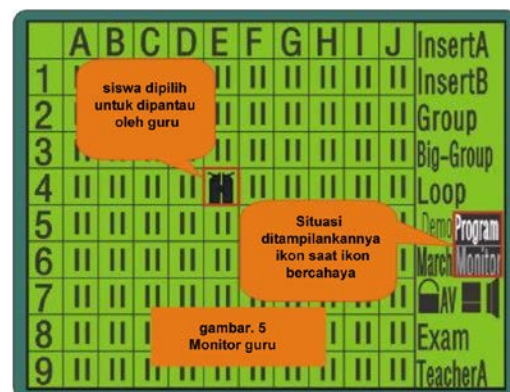 A B C D E F G H I J InsertA
1 InsertB
2 Group
3 Big-Group
4 Loop
5 Demo Program
6 March Monitor
7 AV
8 Exam
9 TeacherA
siswa dipilih
untuk dipantau
oleh guru
Situasi
ditampilankannya
ikon saat ikon
bercahaya
gambar. 5
Monitor guru